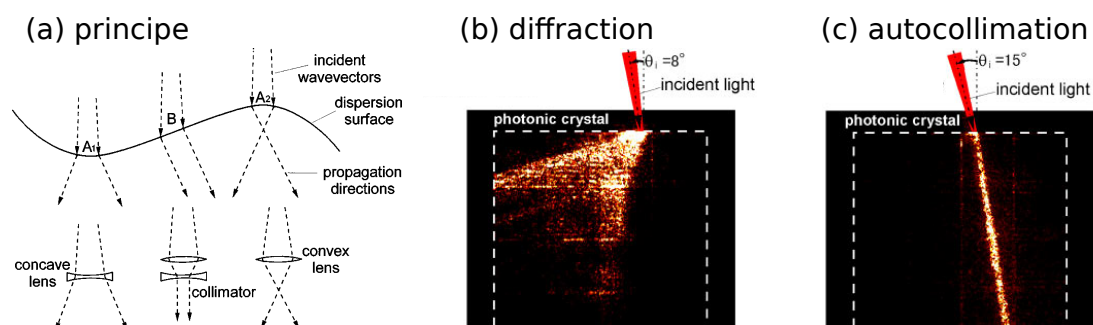 (a) principe
incident
wavevectors
dispersion
surface
A1
B
A2
propagation
directions
concave
lens
collimator
convex
lens
(b) diffraction
θi =8°
incident light
photonic crystal
(c) autocollimation
θi =15°
incident light
photonic crystal